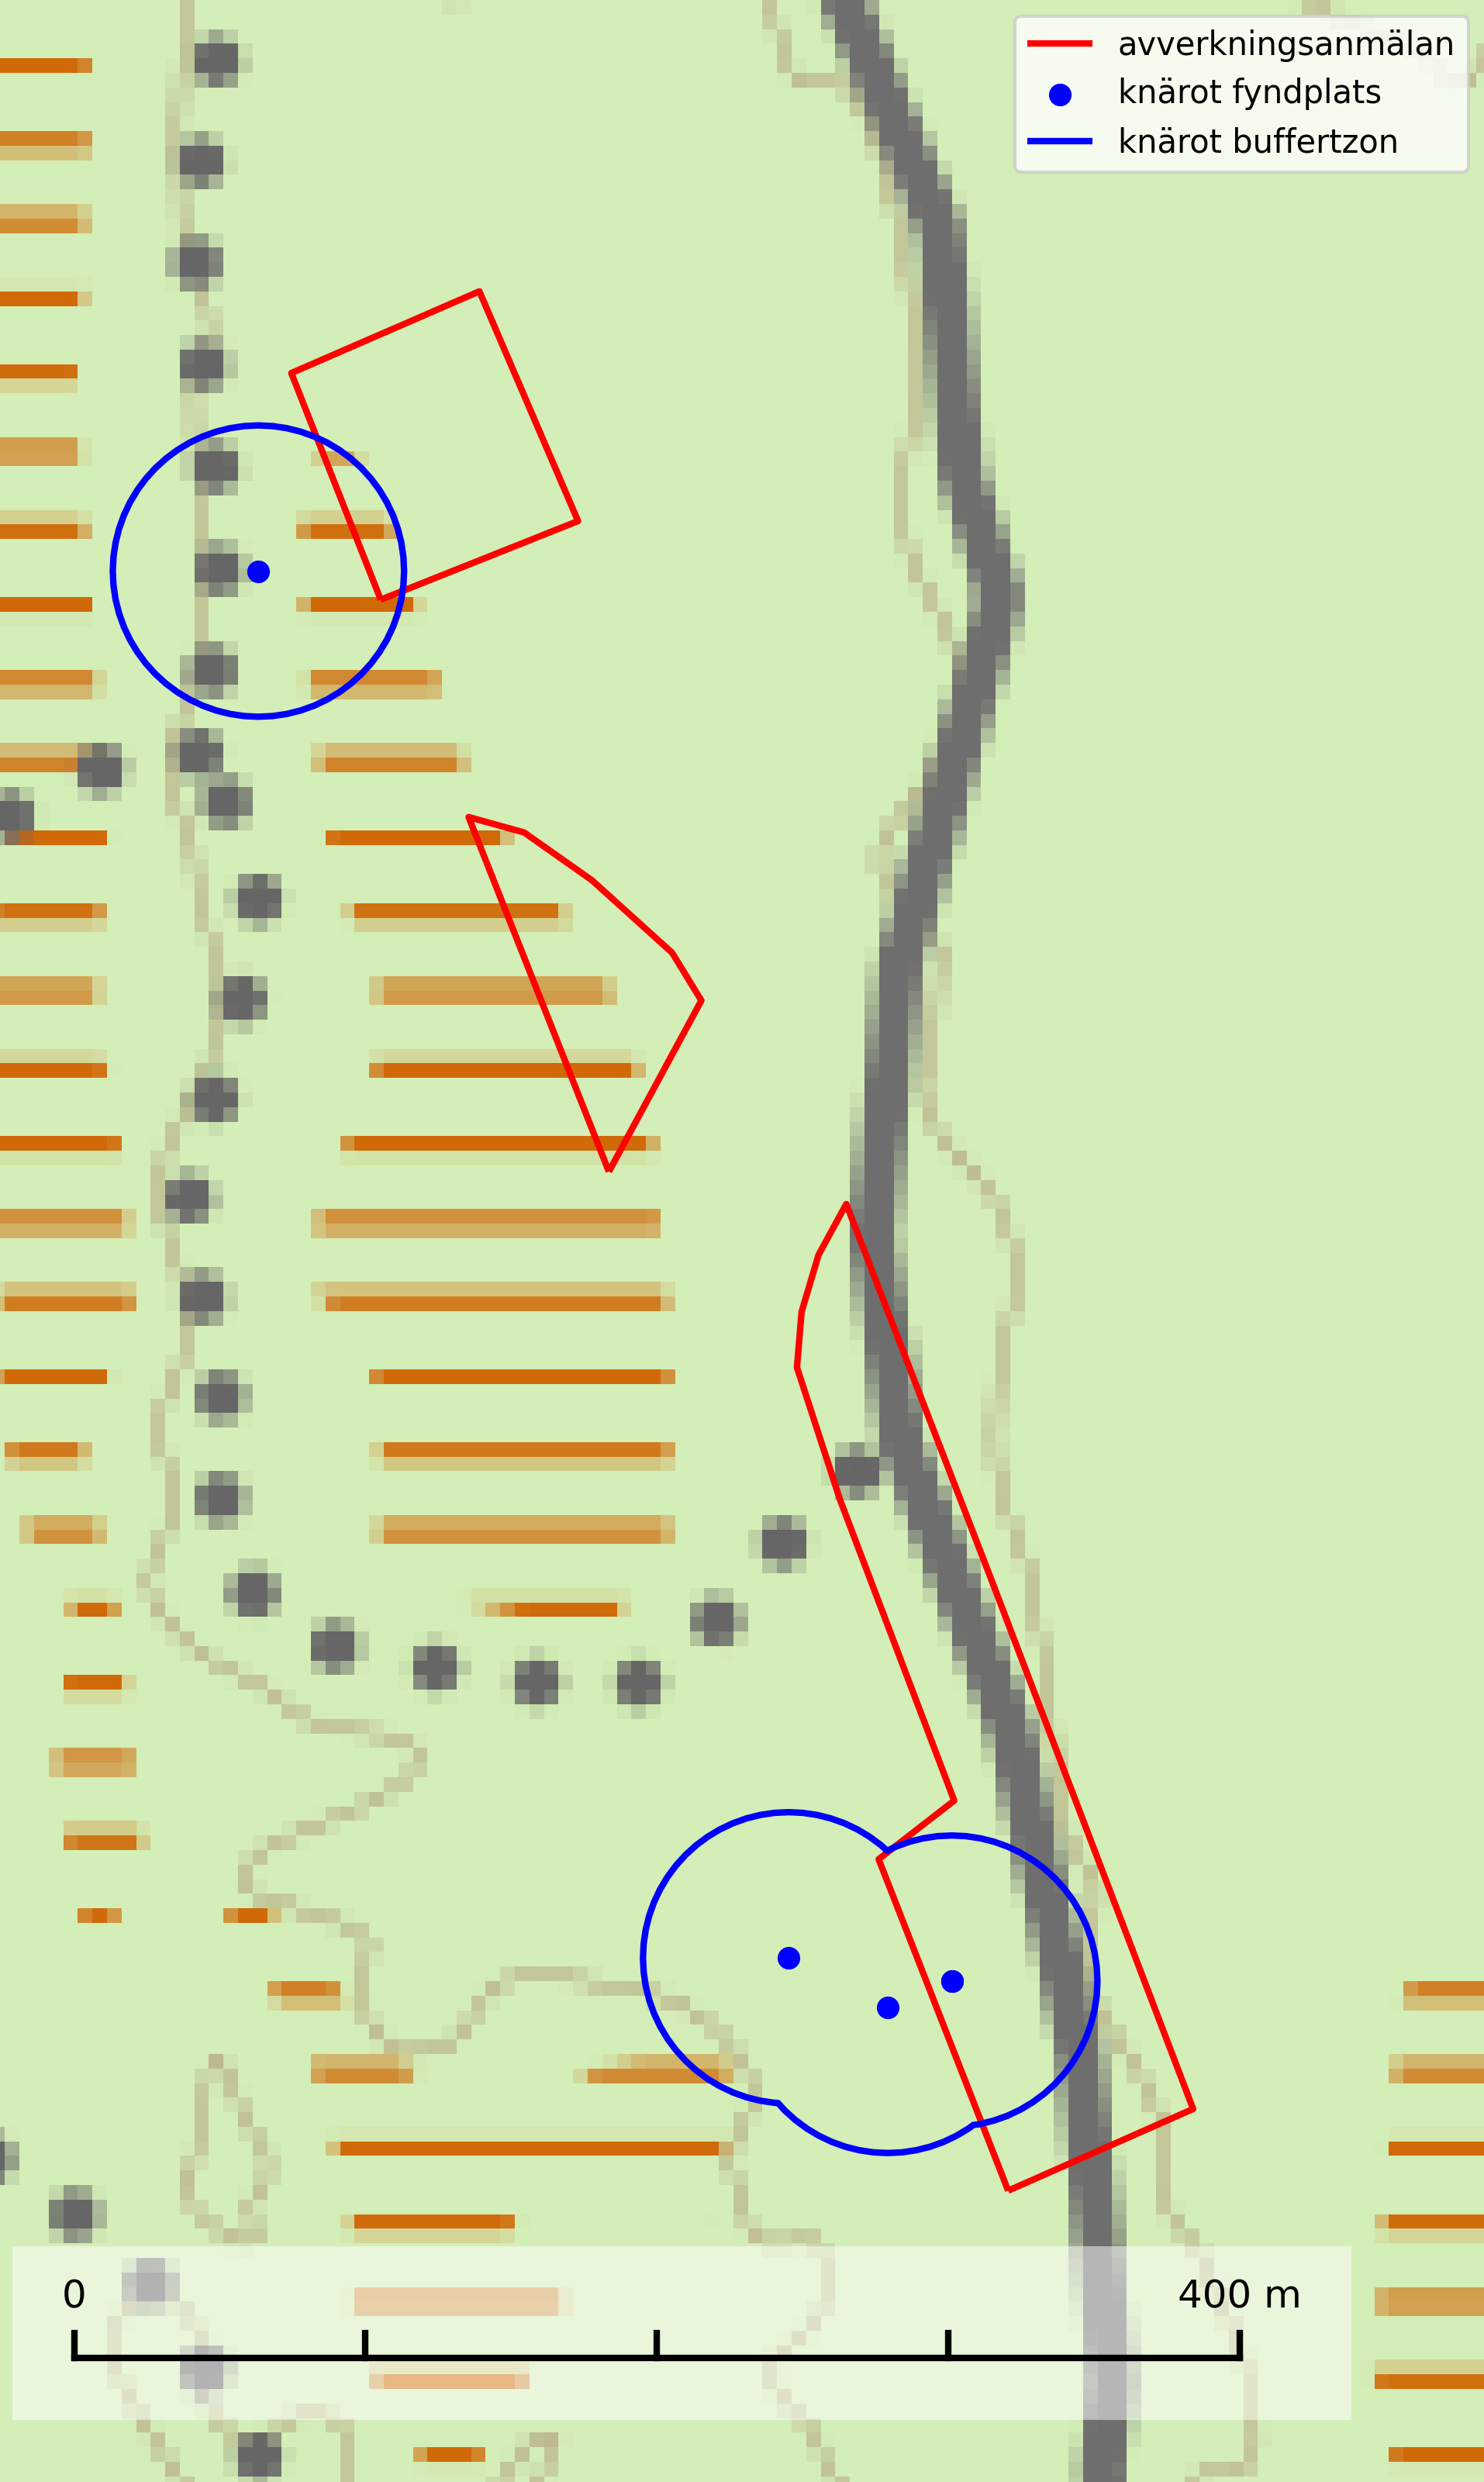 avverkningsanmälan
knärot fyndplats
knärot buffertzon
0
400 m